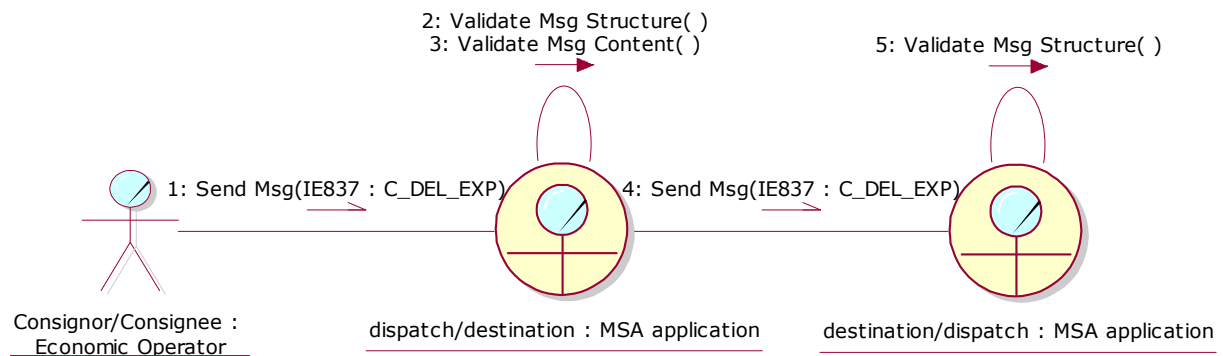 2: Validate Msg Structure( )
3: Validate Msg Content( )
5: Validate Msg Structure( )
1: Send Msg(IE837 : C_DEL_EXP)
4: Send Msg(IE837 : C_DEL_EXP)
Consignor/Consignee :
Economic Operator
dispatch/destination : MSA application
destination/dispatch : MSA application